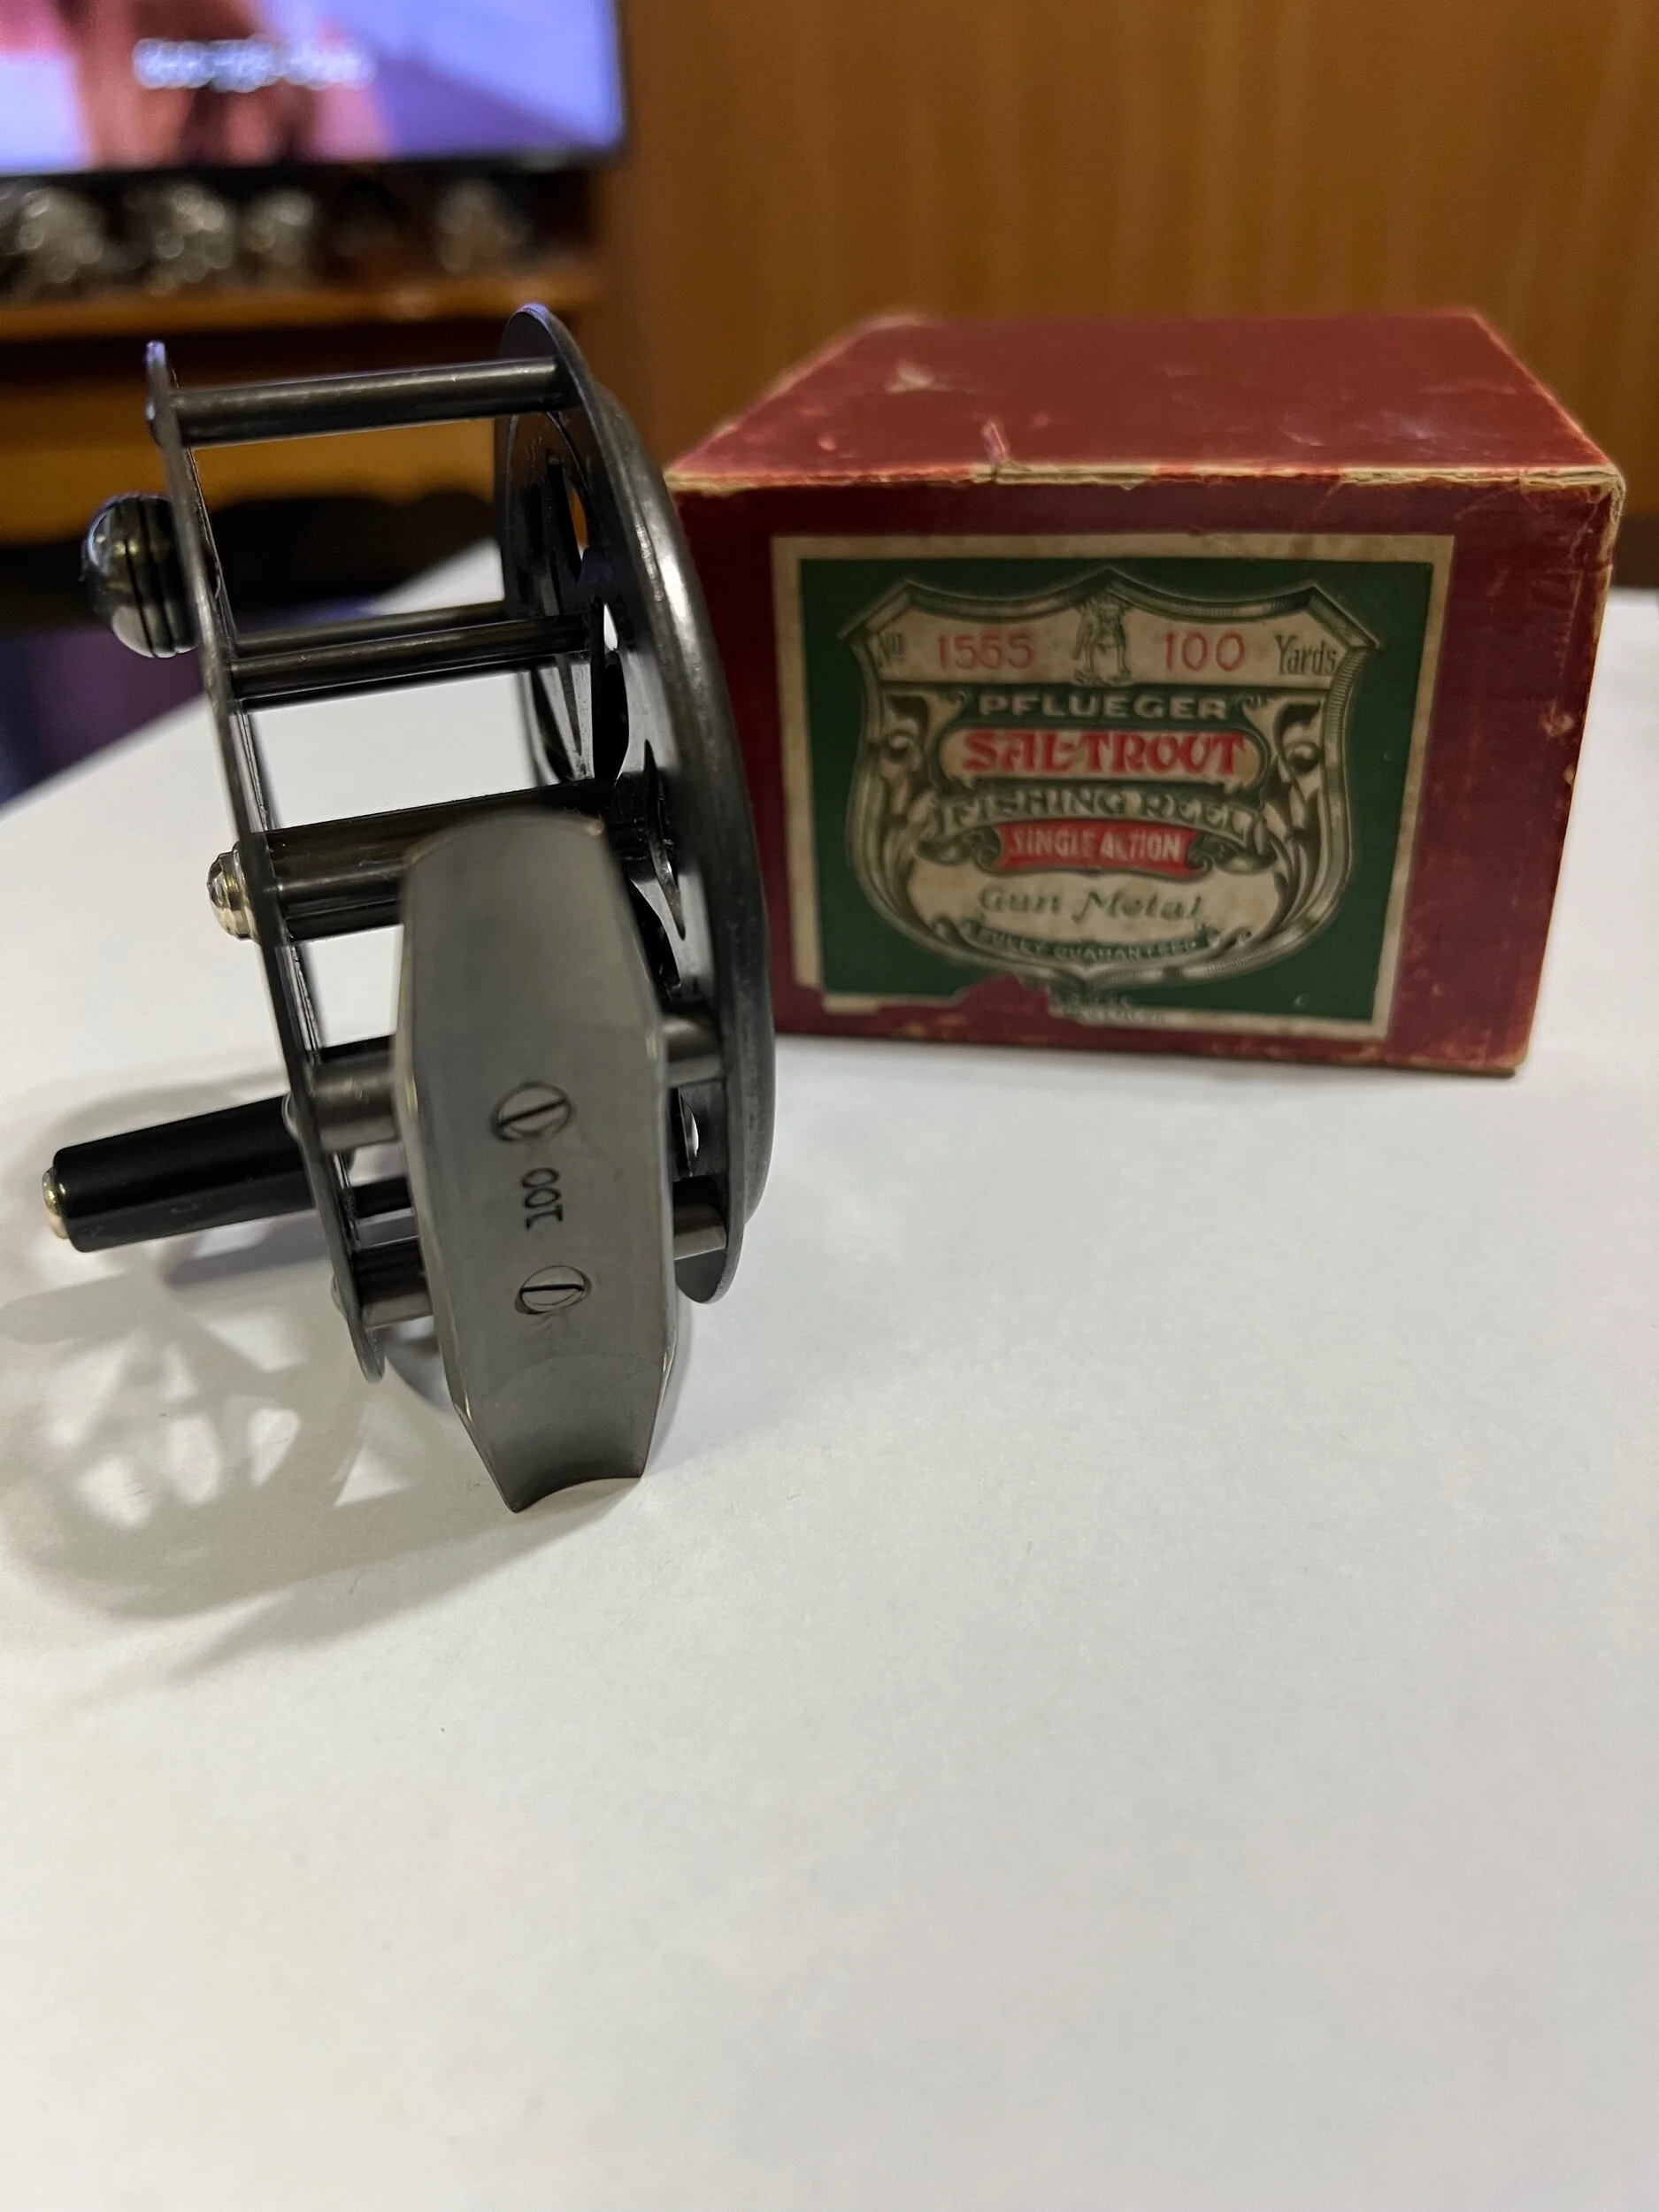 No 1555 100 Yards
PFLUEGER
SAL-TROUT
FISHING REEL
SINGLE ACTION
Gun Metal
FULLY GUARANTEED
100